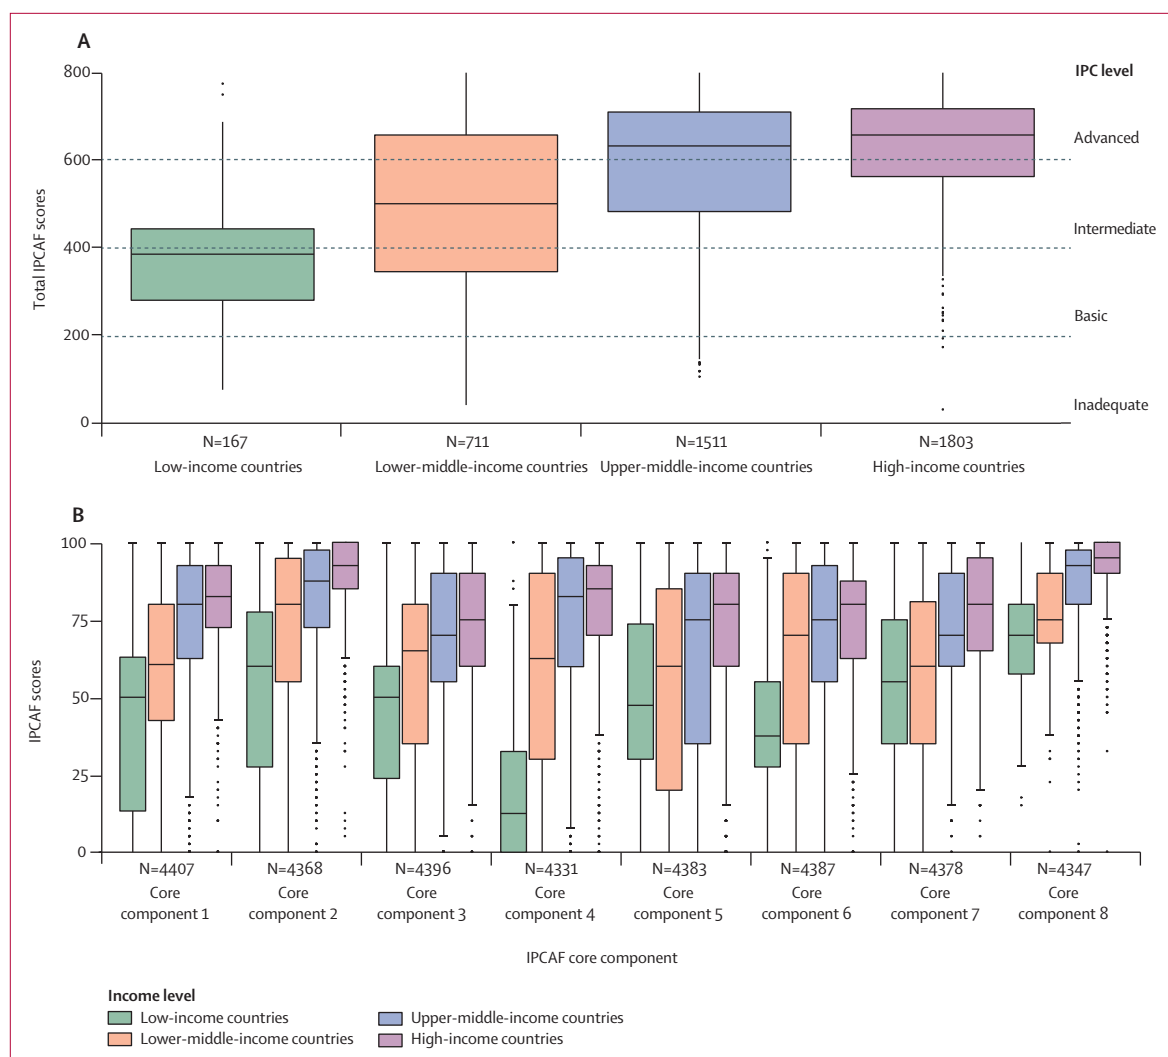 A
800
600
400
200
0
Total IPCAF scores
IPC level
Advanced
Intermediate
Basic
Inadequate
N=167
N=711
N=1511
N=1803
Low-income countries
Lower-middle-income countries
Upper-middle-income countries
High-income countries
B
100
75
50
25
0
IPCAF scores
N=4407
N=4368
N=4396
N=4331
N=4383
N=4387
N=4378
N=4347
Core
component 1
Core
component 2
Core
component 3
Core
component 4
Core
component 5
Core
component 6
Core
component 7
Core
component 8
IPCAF core component
Income level
Low-income countries
Lower-middle-income countries
Upper-middle-income countries
High-income countries